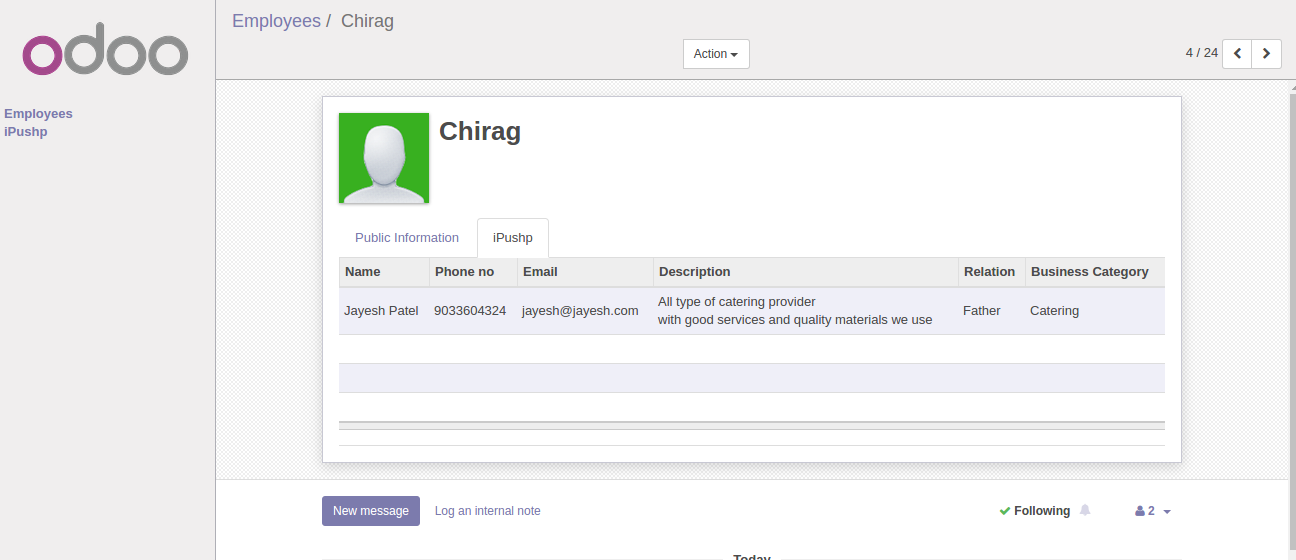 odoo
Employees / Chirag
Action
4 / 24
Employees
iPushp
Chirag
Public Information iPushp
Name Phone no Email Description Relation Business Category
Jayesh Patel 9033604324 jayesh@jayesh.com All type of catering provider Father Catering
with good services and quality materials we use
New message Log an internal note Following 2
Today